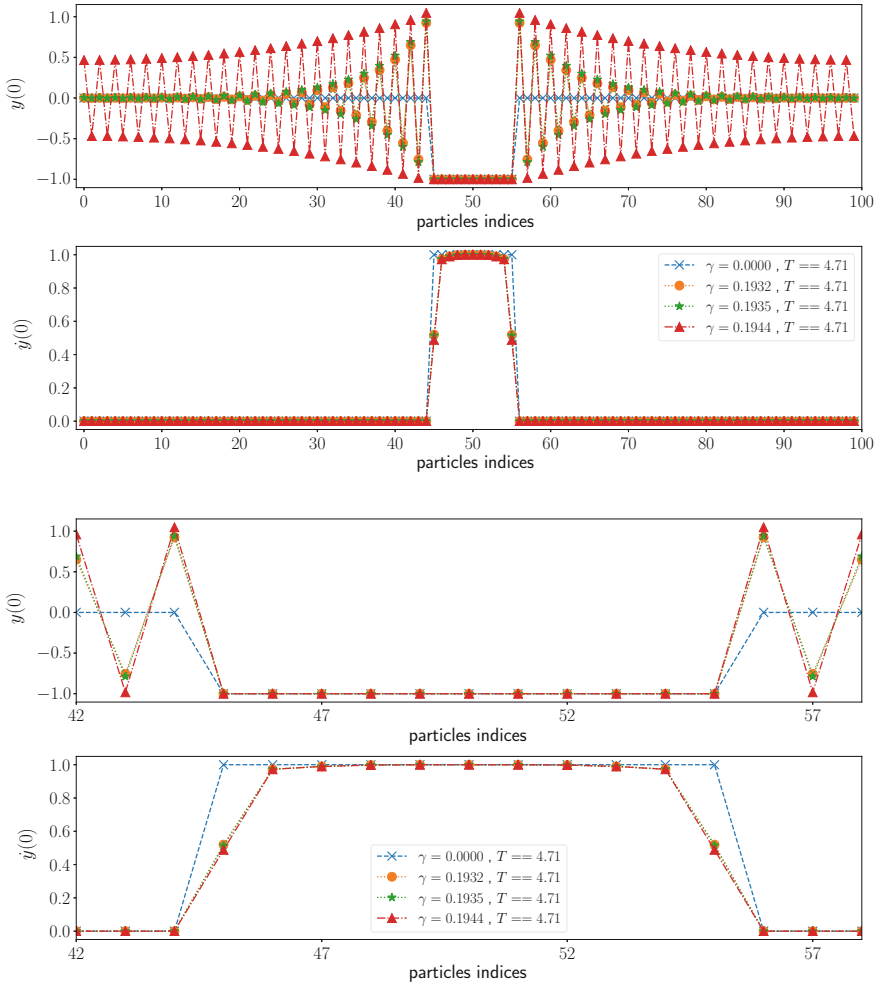 1.0
0.5
0.0
−0.5
−1.0
y(0)
0 10 20 30 40 50 60 70 80 90 100
particles indices
1.0
0.8
0.6
0.4
0.2
0.0
ẏ(0)
γ = 0.0000 , T == 4.71
γ = 0.1932 , T == 4.71
γ = 0.1935 , T == 4.71
γ = 0.1944 , T == 4.71
0 10 20 30 40 50 60 70 80 90 100
particles indices
1.0
0.5
0.0
−0.5
−1.0
y(0)
42 47 52 57
particles indices
1.0
0.8
0.6
0.4
0.2
0.0
ẏ(0)
γ = 0.0000 , T == 4.71
γ = 0.1932 , T == 4.71
γ = 0.1935 , T == 4.71
γ = 0.1944 , T == 4.71
42 47 52 57
particles indices